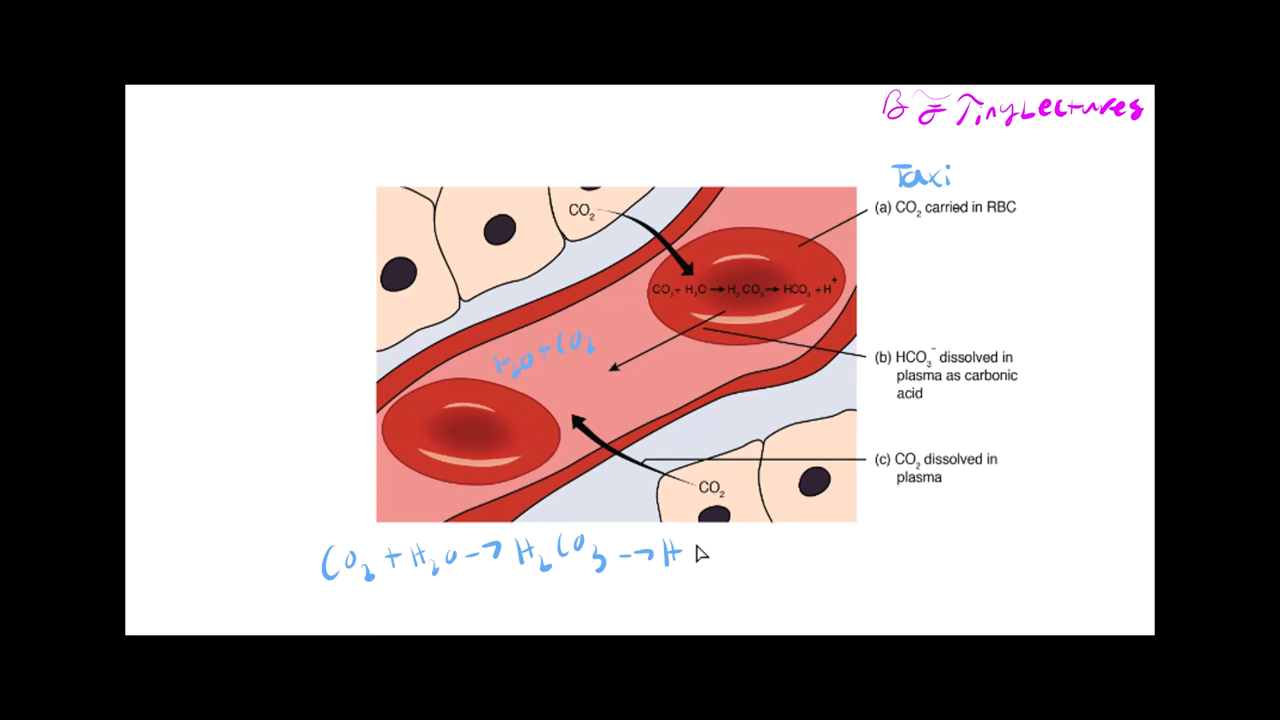 TinyLectures
Taxi
(a) CO₂ carried in RBC
CO₂
CO₂ + H₂O → H₂CO₃ → HCO₃ + H⁺
H₂O + CO₂
(b) HCO₃⁻ dissolved in
plasma as carbonic
acid
(c) CO₂ dissolved in
plasma
CO₂
CO₂ + H₂O → H₂CO₃ → H